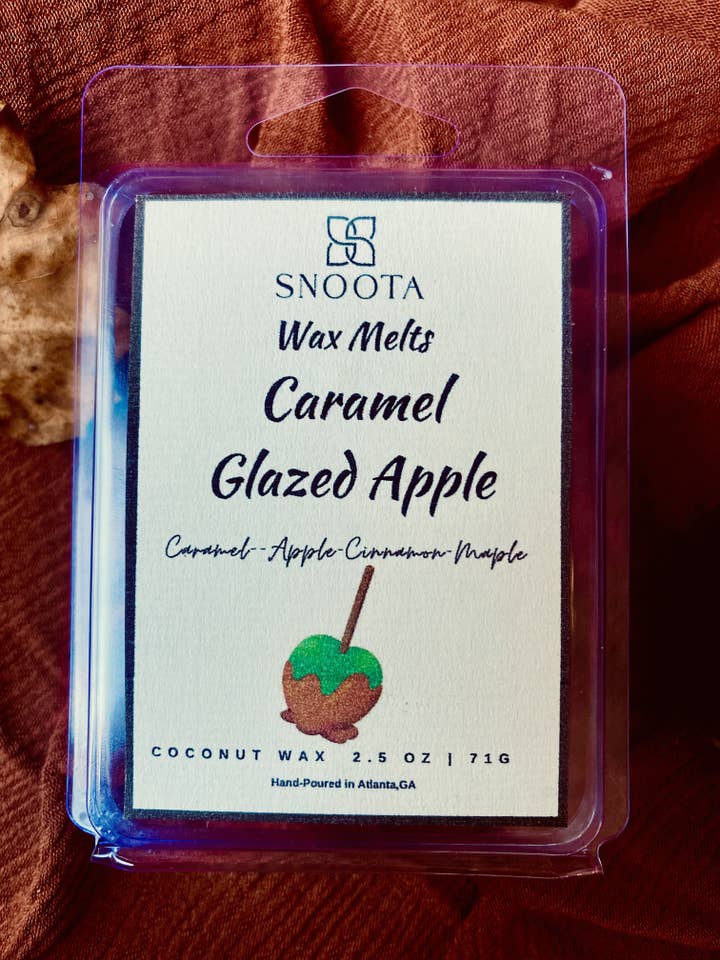 SNOOTA
Wax Melts
Caramel
Glazed Apple
Caramel--Apple-Cinnamon-Maple
COCONUT WAX 2.5 OZ | 71G
Hand-Poured in Atlanta,GA